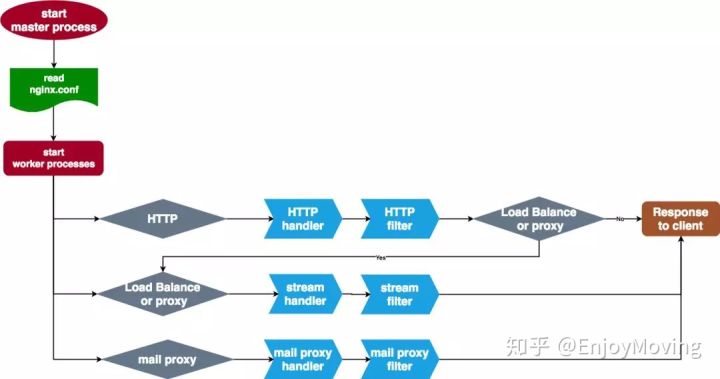 start
master process
read
nginx.conf
start
worker processes
HTTP
HTTP
handler
HTTP
filter
Load Balance
or proxy
No
Response
to client
Yes
Load Balance
or proxy
stream
handler
stream
filter
mail proxy
mail proxy
handler
mail proxy
filter
知乎 @EnjoyMoving